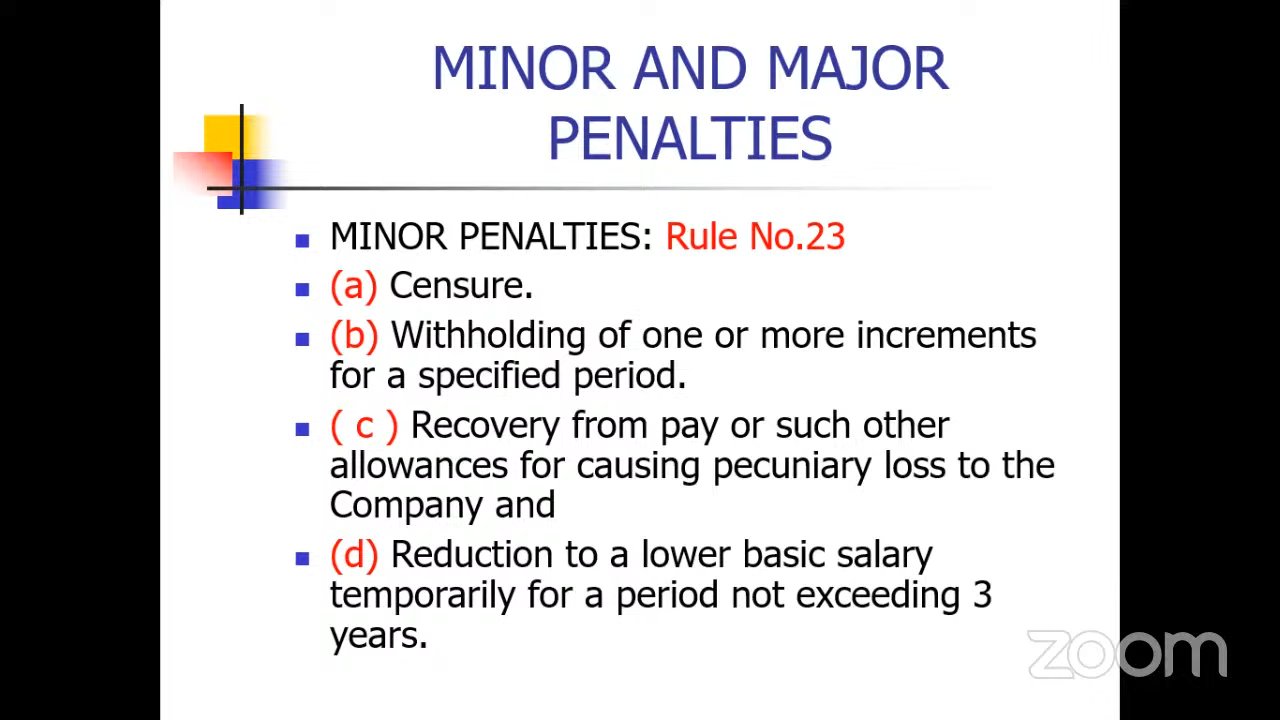 MINOR AND MAJOR
PENALTIES
MINOR PENALTIES: Rule No.23
(a) Censure.
(b) Withholding of one or more increments
for a specified period.
( c ) Recovery from pay or such other
allowances for causing pecuniary loss to the
Company and
(d) Reduction to a lower basic salary
temporarily for a period not exceeding 3
years.
zoom